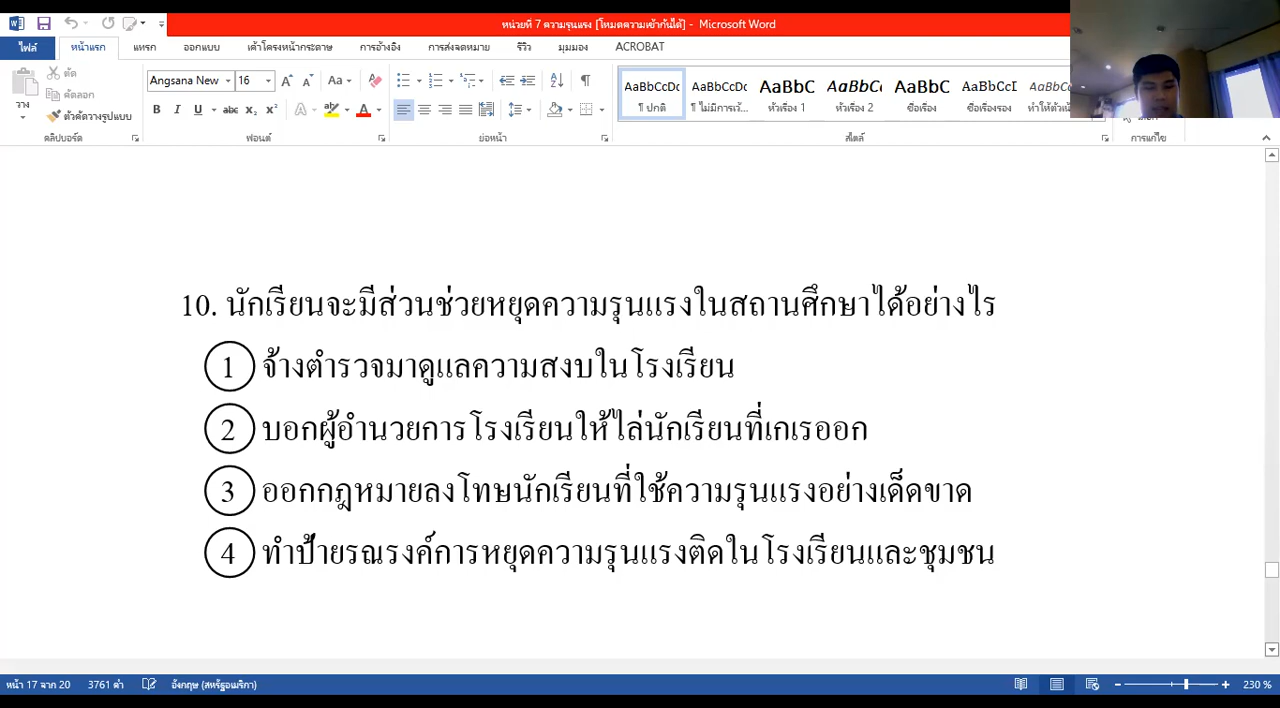 หน่วยที่ 7 ความรุนแรง [โหมดความเข้ากันได้] - Microsoft Word
ไฟล์ หน้าแรก แทรก ออกแบบ เค้าโครงหน้ากระดาษ การอ้างอิง การส่งจดหมาย รีวิว มุมมอง ACROBAT
วาง
ตัด
คัดลอก
ตัวคัดวางรูปแบบ
คลิปบอร์ด
Angsana New 16
ฟอนต์
ย่อหน้า
AaBbCcDc AaBbCcDc AaBbC AaBbCc AaBbC AaBbCcD AaBbCc
¶ ปกติ ¶ ไม่มีการเว้... หัวเรื่อง 1 หัวเรื่อง 2 ชื่อเรื่อง ชื่อเรื่องรอง ทำให้ตัวเน้
สไตล์
การแก้ไข
10. นักเรียนจะมีส่วนช่วยหยุดความรุนแรงในสถานศึกษาได้อย่างไร
1 จ้างตำรวจมาดูแลความสงบในโรงเรียน
2 บอกผู้อำนวยการโรงเรียนให้ไล่นักเรียนที่เกเรออก
3 ออกกฎหมายลงโทษนักเรียนที่ใช้ความรุนแรงอย่างเด็ดขาด
4 ทำป้ายรณรงค์การหยุดความรุนแรงติดในโรงเรียนและชุมชน
หน้า 17 จาก 20 3761 คำ อังกฤษ (สหรัฐอเมริกา) 230 %